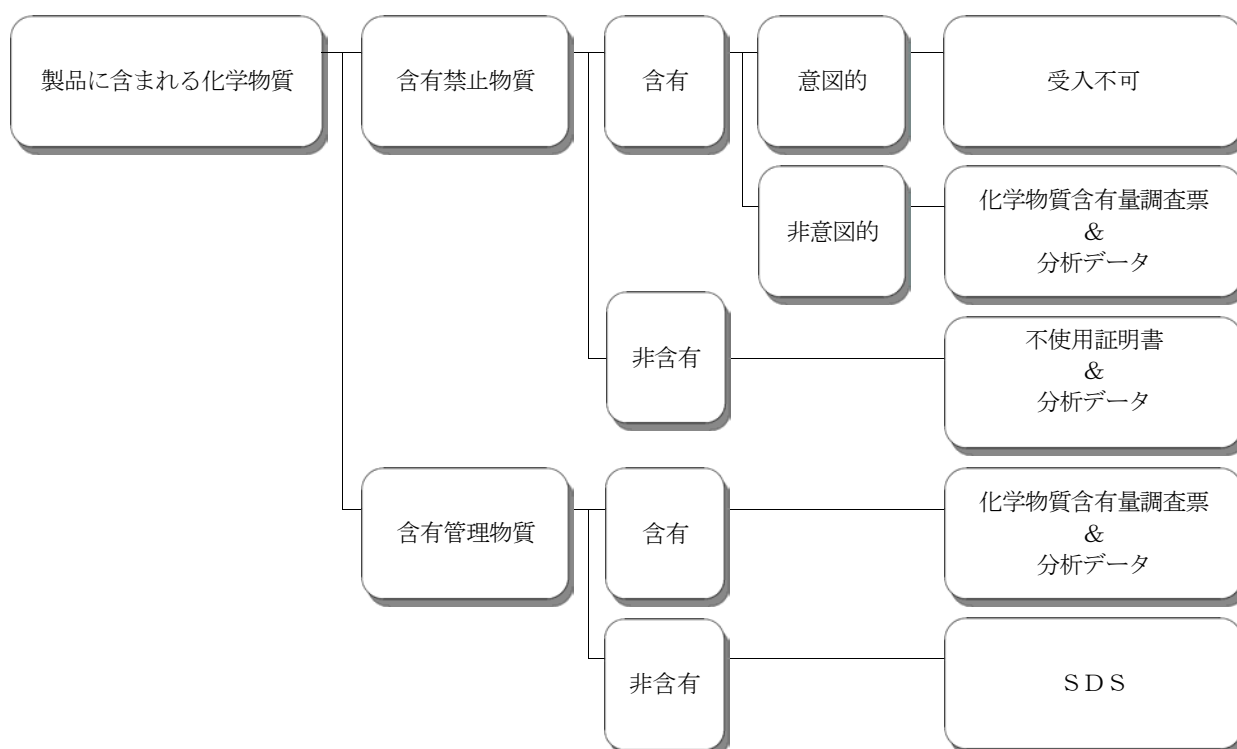 製品に含まれる化学物質
含有禁止物質
含有
意図的
受入不可
非意図的
化学物質含有量調査票
&
分析データ
非含有
不使用証明書
&
分析データ
含有管理物質
含有
化学物質含有量調査票
&
分析データ
非含有
ＳＤＳ